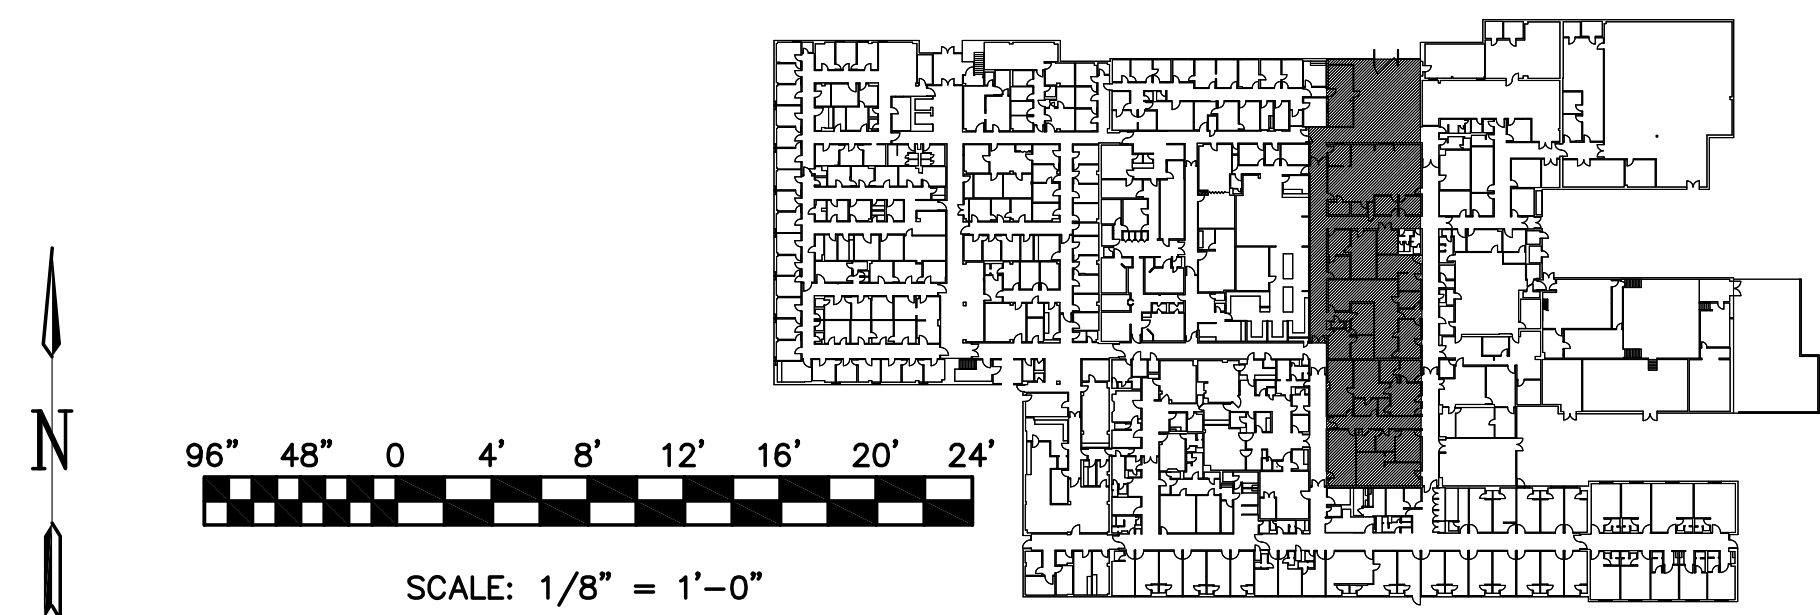 N
96” 48” 0 4’ 8’ 12’ 16’ 20’ 24’
SCALE: 1/8” = 1’-0”